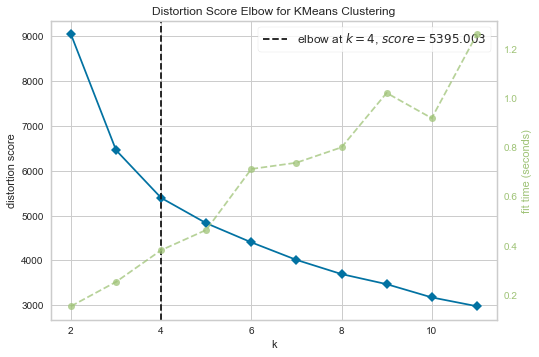 Distortion Score Elbow for KMeans Clustering
elbow at k = 4, score = 5395.003
9000
8000
7000
6000
5000
4000
3000
distortion score
1.2
1.0
0.8
0.6
0.4
0.2
fit time (seconds)
2 4 6 8 10
k